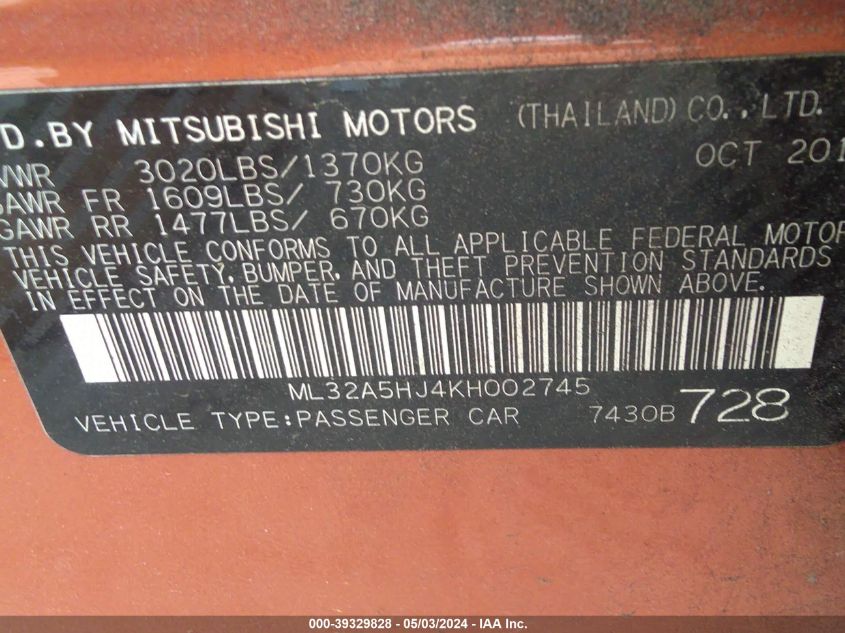 D.BY MITSUBISHI MOTORS (THAILAND) CO., LTD.
VWR 3020LBS/1370KG OCT 201
GAWR FR 1609LBS/ 730KG
GAWR RR 1477LBS/ 670KG
THIS VEHICLE CONFORMS TO ALL APPLICABLE FEDERAL MOTOR
VEHICLE SAFETY, BUMPER, AND THEFT PREVENTION STANDARDS
IN EFFECT ON THE DATE OF MANUFACTURE SHOWN ABOVE.
ML32A5HJ4KH002745
VEHICLE TYPE:PASSENGER CAR 7430B 728
000-39329828 - 05/03/2024 - IAA Inc.